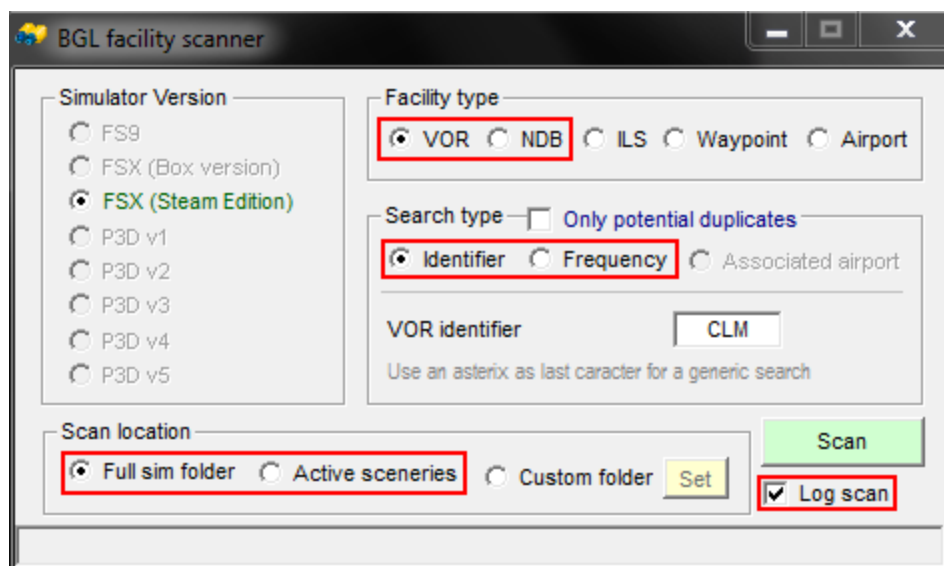 BGL facility scanner
Simulator Version
FS9
FSX (Box version)
FSX (Steam Edition)
P3D v1
P3D v2
P3D v3
P3D v4
P3D v5
Facility type
VOR NDB ILS Waypoint Airport
Search type Only potential duplicates
Identifier Frequency Associated airport
VOR identifier CLM
Use an asterix as last caracter for a generic search
Scan location
Full sim folder Active sceneries Custom folder Set
Scan
Log scan